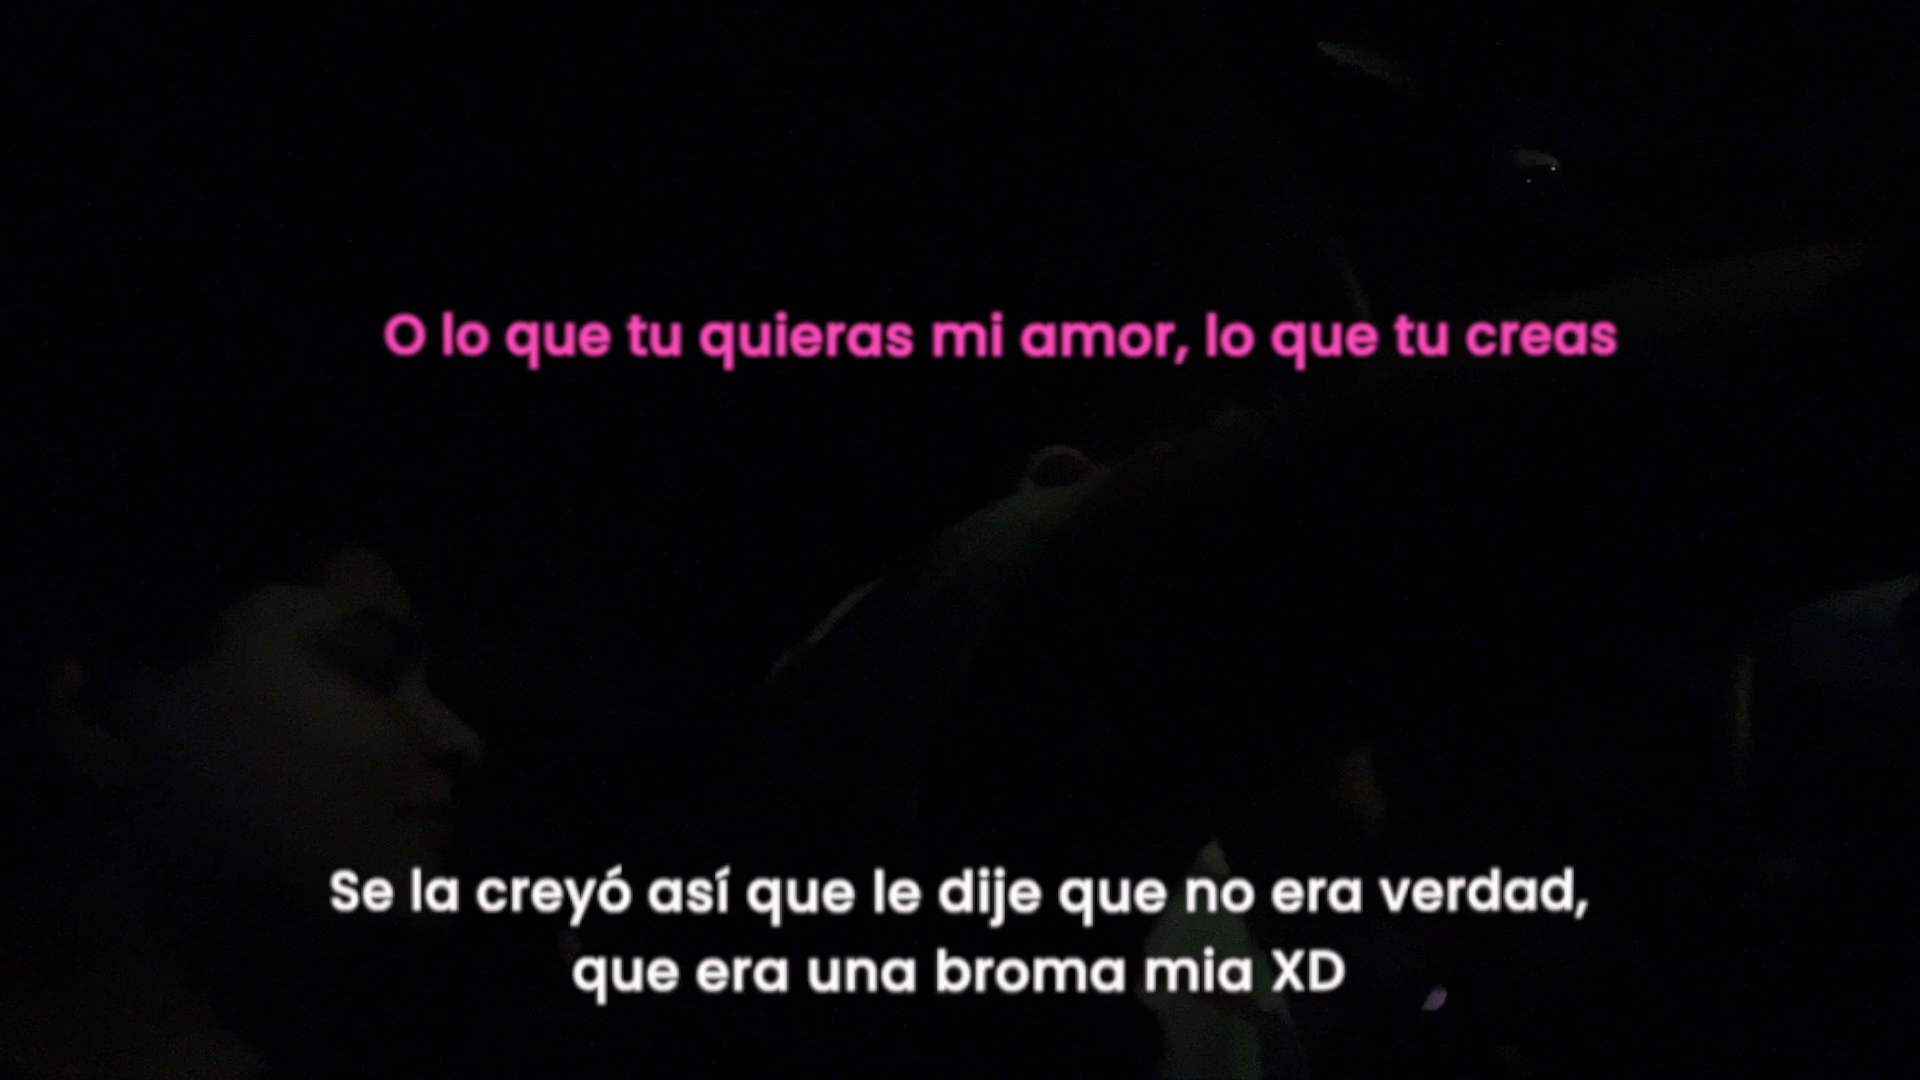 O lo que tu quieras mi amor, lo que tu creas
Se la creyó así que le dije que no era verdad,
que era una broma mia XD